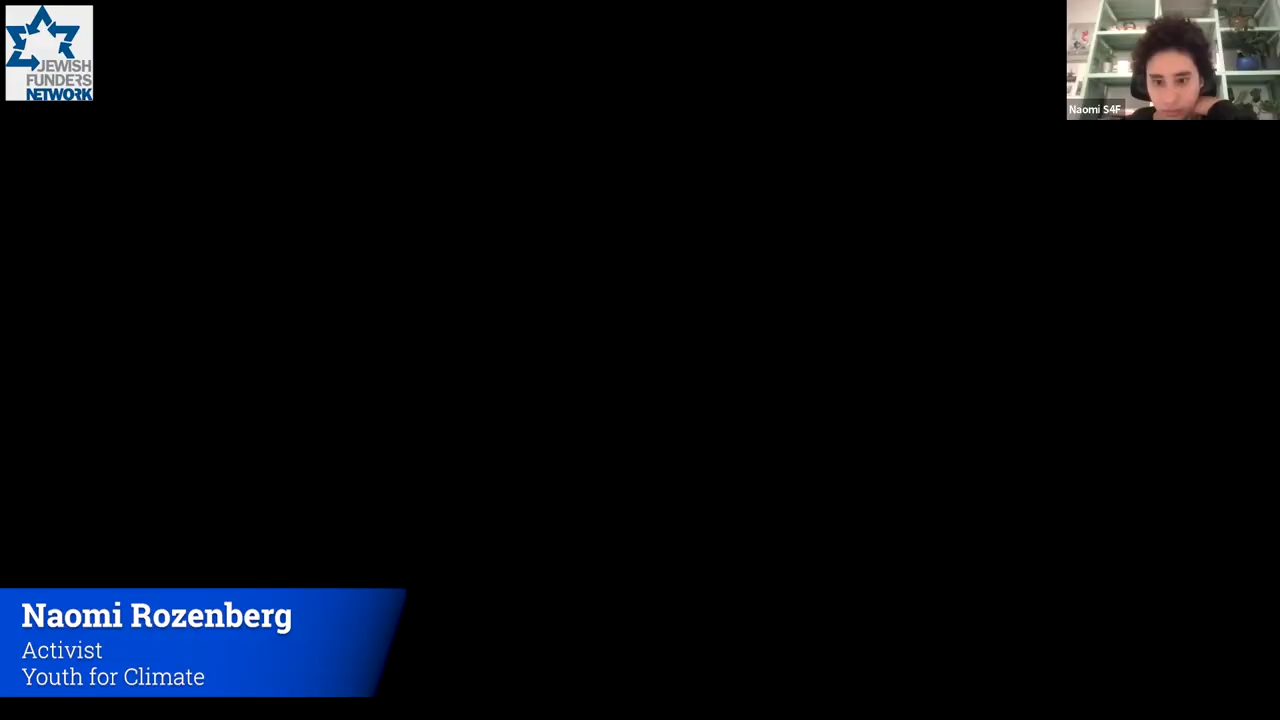 JEWISH
FUNDERS
NETWORK
Naomi S4F
Naomi Rozenberg
Activist
Youth for Climate